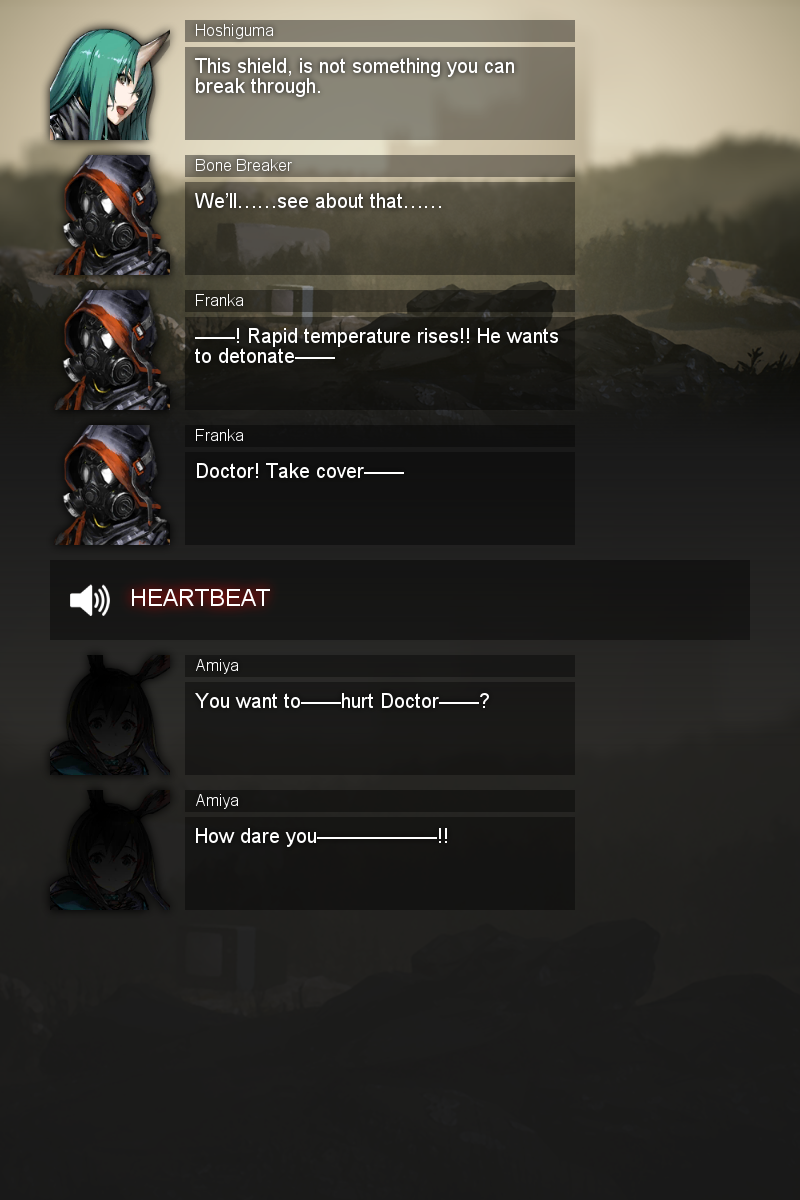 Hoshiguma
This shield, is not something you can
break through.
Bone Breaker
We’ll……see about that……
Franka
——! Rapid temperature rises!! He wants
to detonate——
Franka
Doctor! Take cover——
HEARTBEAT
Amiya
You want to——hurt Doctor——?
Amiya
How dare you——————!!